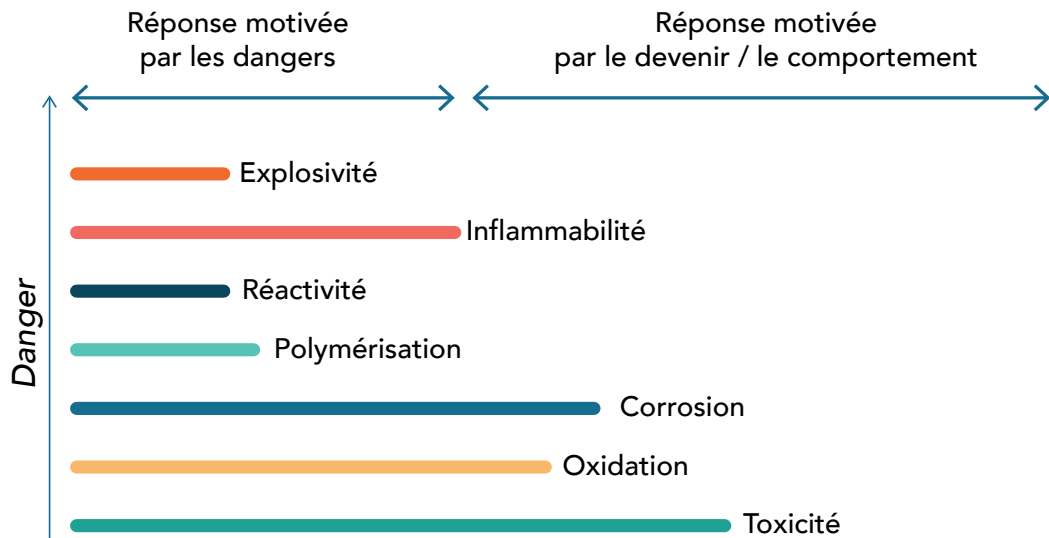 Réponse motivée
par les dangers
Réponse motivée
par le devenir / le comportement
Danger
Explosivité
Inflammabilité
Réactivité
Polymérisation
Corrosion
Oxidation
Toxicité